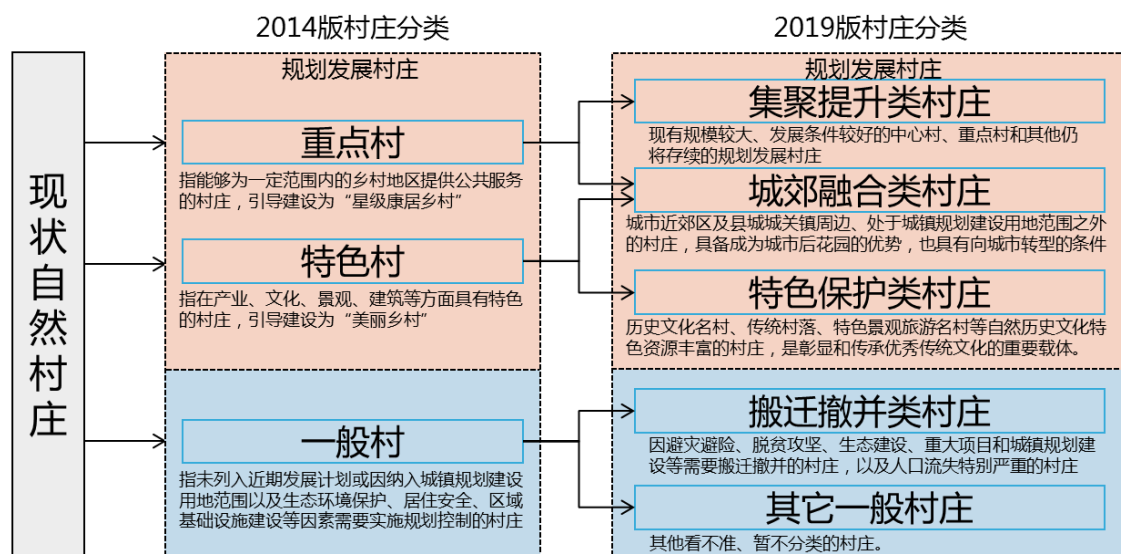 2014版村庄分类
2019版村庄分类
现状自然村庄
规划发展村庄
重点村
指能够为一定范围内的乡村地区提供公共服务
的村庄，引导建设为“星级康居乡村”
特色村
指在产业、文化、景观、建筑等方面具有特色
的村庄，引导建设为“美丽乡村”
一般村
指未列入近期发展计划或因纳入城镇规划建设
用地范围以及生态环境保护、居住安全、区域
基础设施建设等因素需要实施规划控制的村庄
规划发展村庄
集聚提升类村庄
现有规模较大、发展条件较好的中心村、重点村和其他仍
将存续的规划发展村庄
城郊融合类村庄
城市近郊区及县城城关镇周边、处于城镇规划建设用地范围之外
的村庄，具备成为城市后花园的优势，也具有向城市转型的条件
特色保护类村庄
历史文化名村、传统村落、特色景观旅游名村等自然历史文化特
色资源丰富的村庄，是彰显和传承优秀传统文化的重要载体。
搬迁撤并类村庄
因避灾避险、脱贫攻坚、生态建设、重大项目和城镇规划建
设等需要搬迁撤并的村庄，以及人口流失特别严重的村庄
其它一般村庄
其他看不准、暂不分类的村庄。